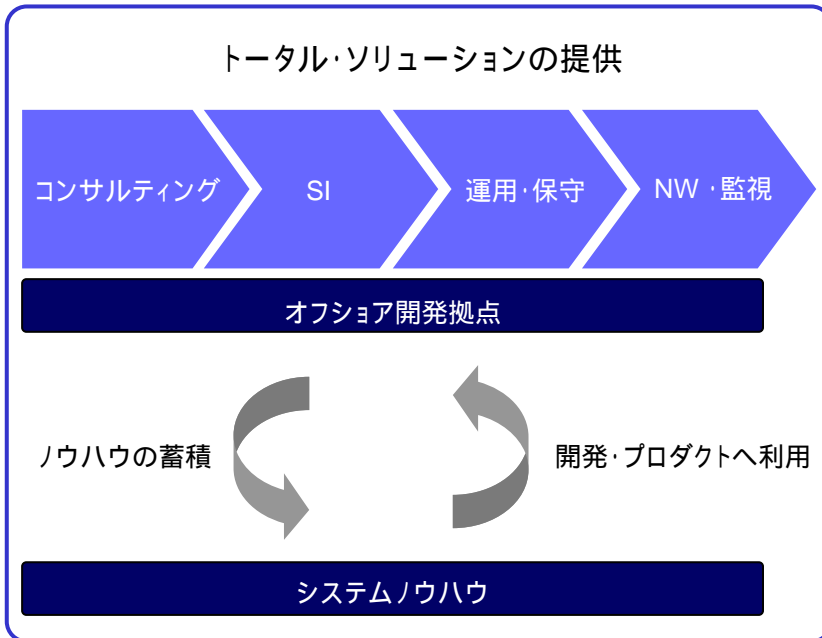 トータル・ソリューションの提供
コンサルティング
SI
運用・保守
NW・監視
オフショア開発拠点
ノウハウの蓄積
開発・プロダクトへ利用
システムノウハウ